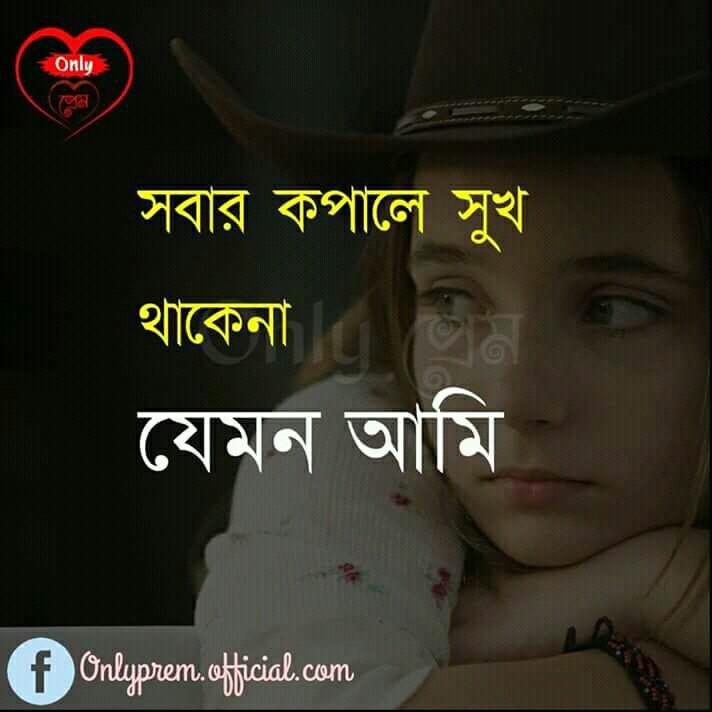 Only
প্রেম
সবার কপালে সুখ
থাকেনা
Only প্রেম
যেমন আমি
f Onlyprem.official.com